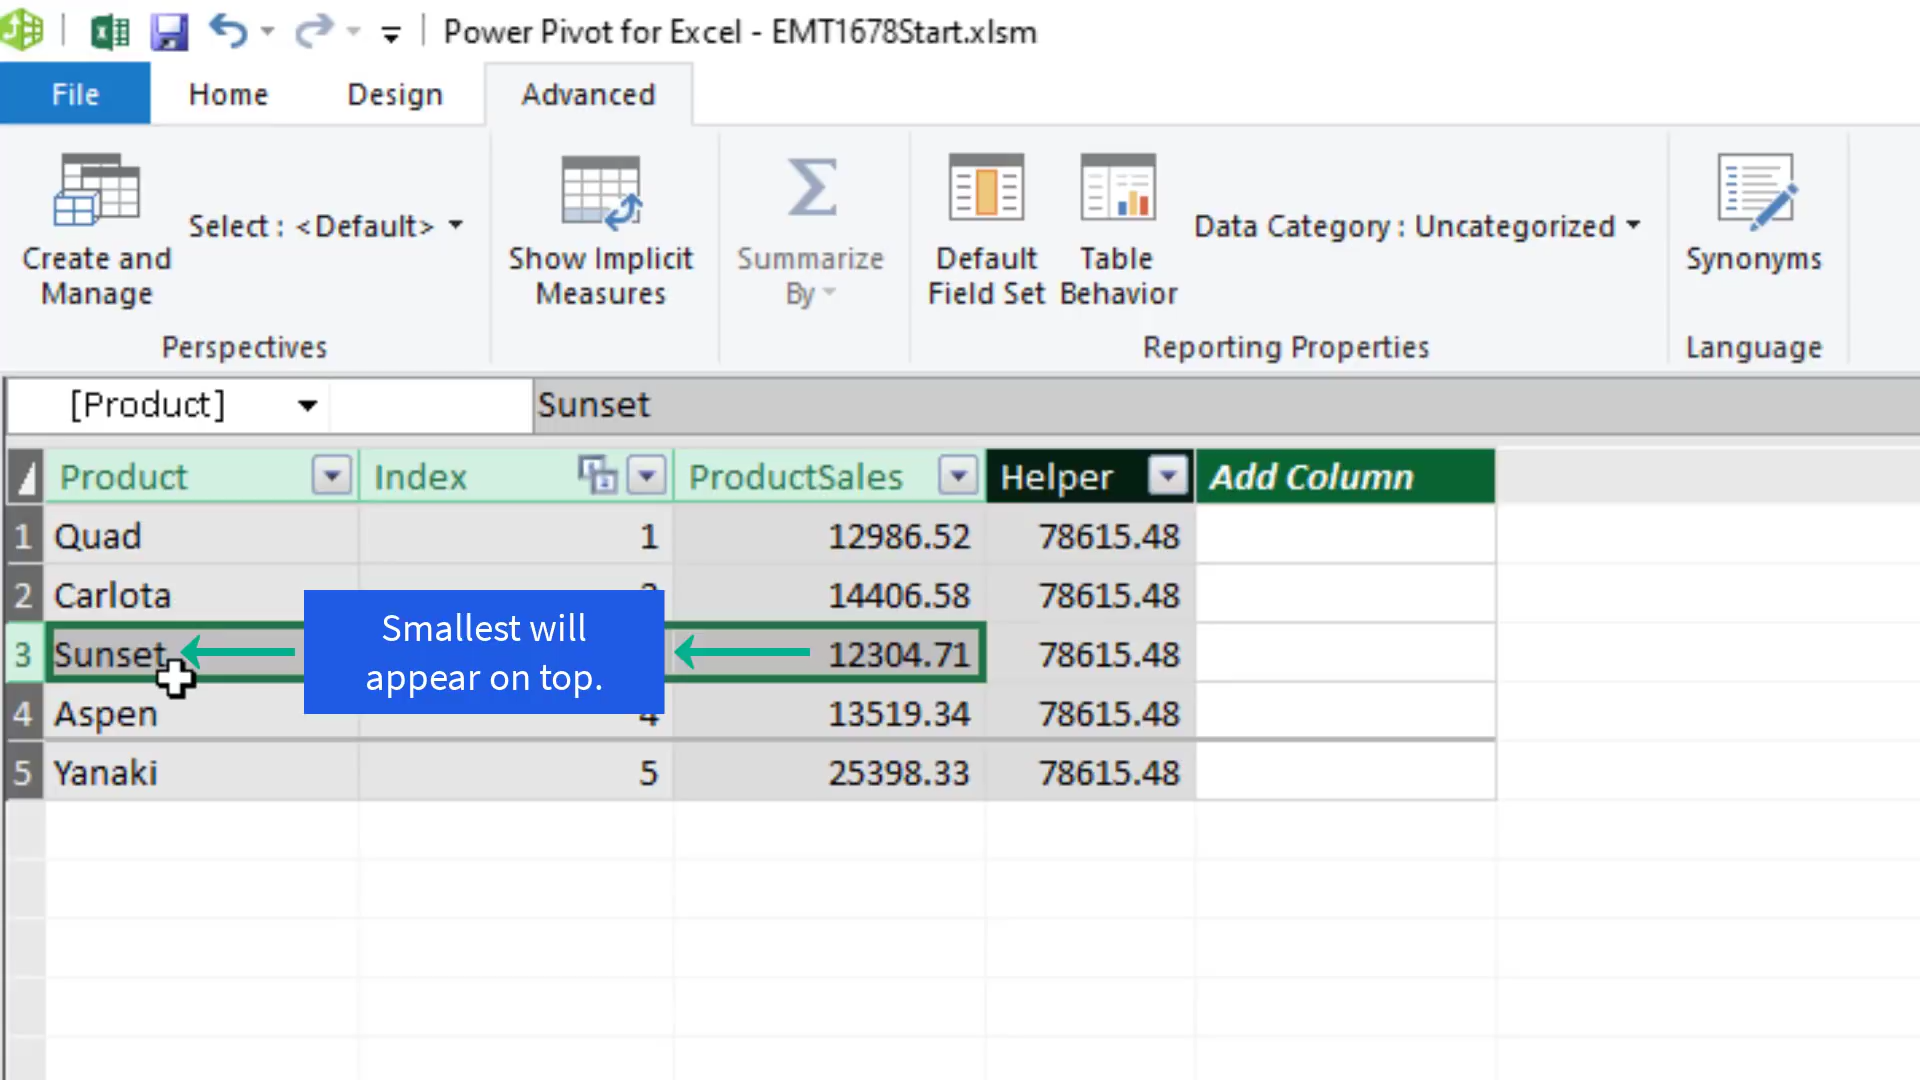 Power Pivot for Excel - EMT1678Start.xlsm
File Home Design Advanced
Create and Manage
Select : <Default>
Perspectives
Show Implicit Measures
Summarize By
Default Field Set
Table Behavior
Data Category : Uncategorized
Reporting Properties
Synonyms
Language
[Product] Sunset
Product Index ProductSales Helper Add Column
1 Quad 1 12986.52 78615.48
2 Carlota 14406.58 78615.48
3 Sunset 12304.71 78615.48
Smallest will
appear on top.
4 Aspen 4 13519.34 78615.48
5 Yanaki 5 25398.33 78615.48